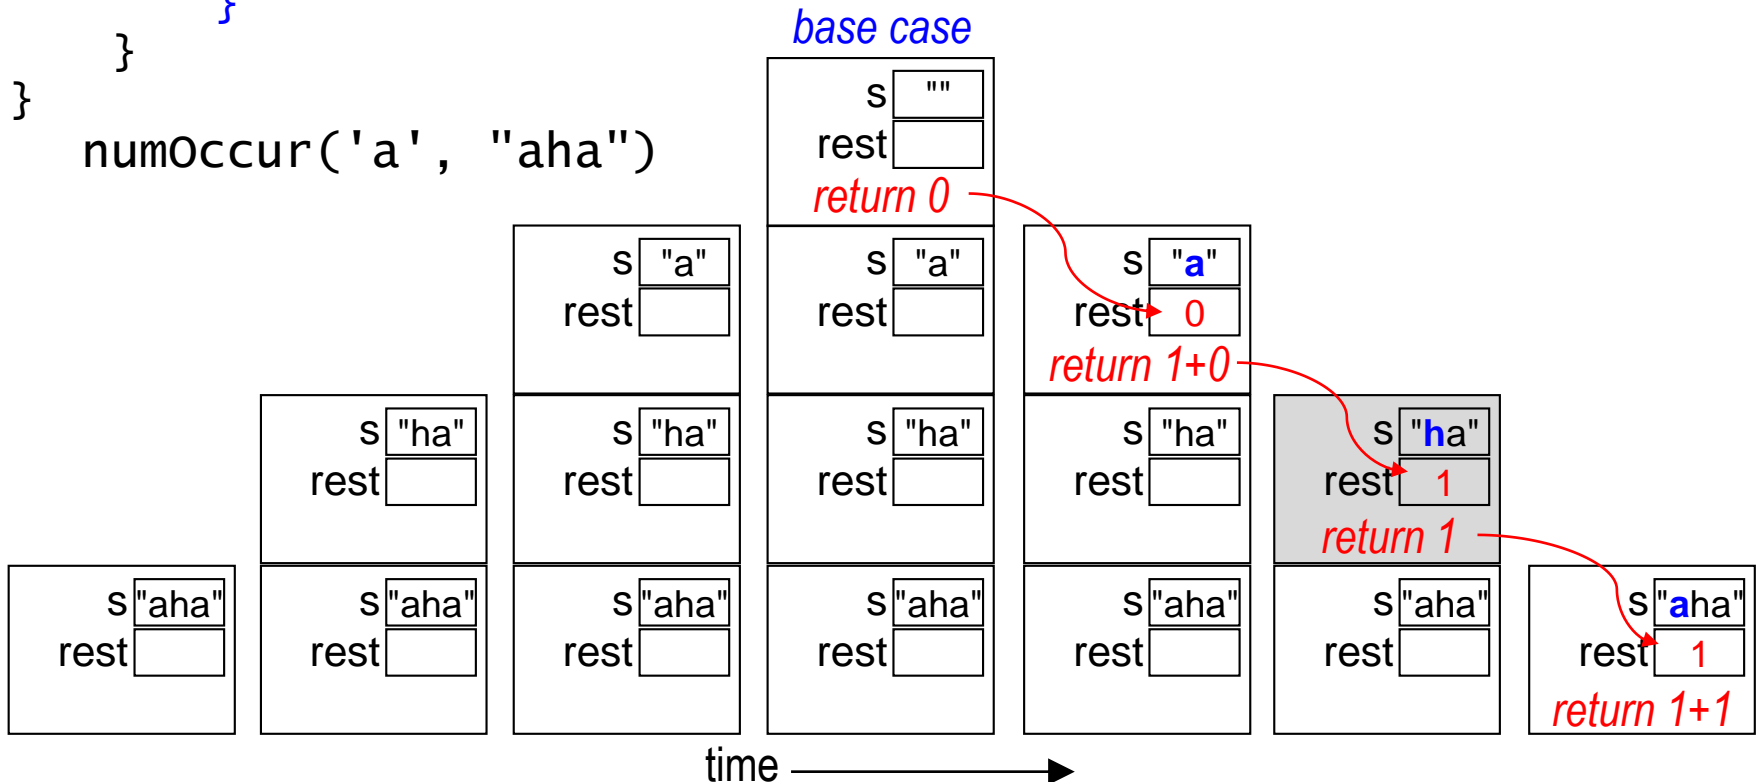 }
base case
}
}
s ""
rest
numOccur('a', "aha")
return 0
s "a" s "a" s "a"
rest rest rest 0
return 1+0
s "ha" s "ha" s "ha" s "ha" s "ha"
rest rest rest rest rest 1
return 1
s "aha" s "aha" s "aha" s "aha" s "aha" s "aha" s "aha"
rest rest rest rest rest rest rest 1
return 1+1
time